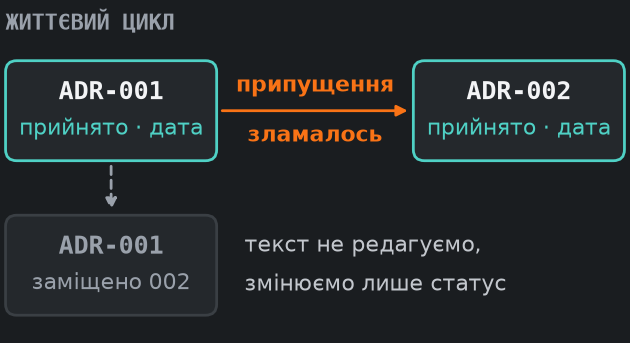 ЖИТТЄВИЙ ЦИКЛ
ADR-001
прийнято · дата
припущення
зламалось
ADR-002
прийнято · дата
ADR-001
заміщено 002
текст не редагуємо,
змінюємо лише статус